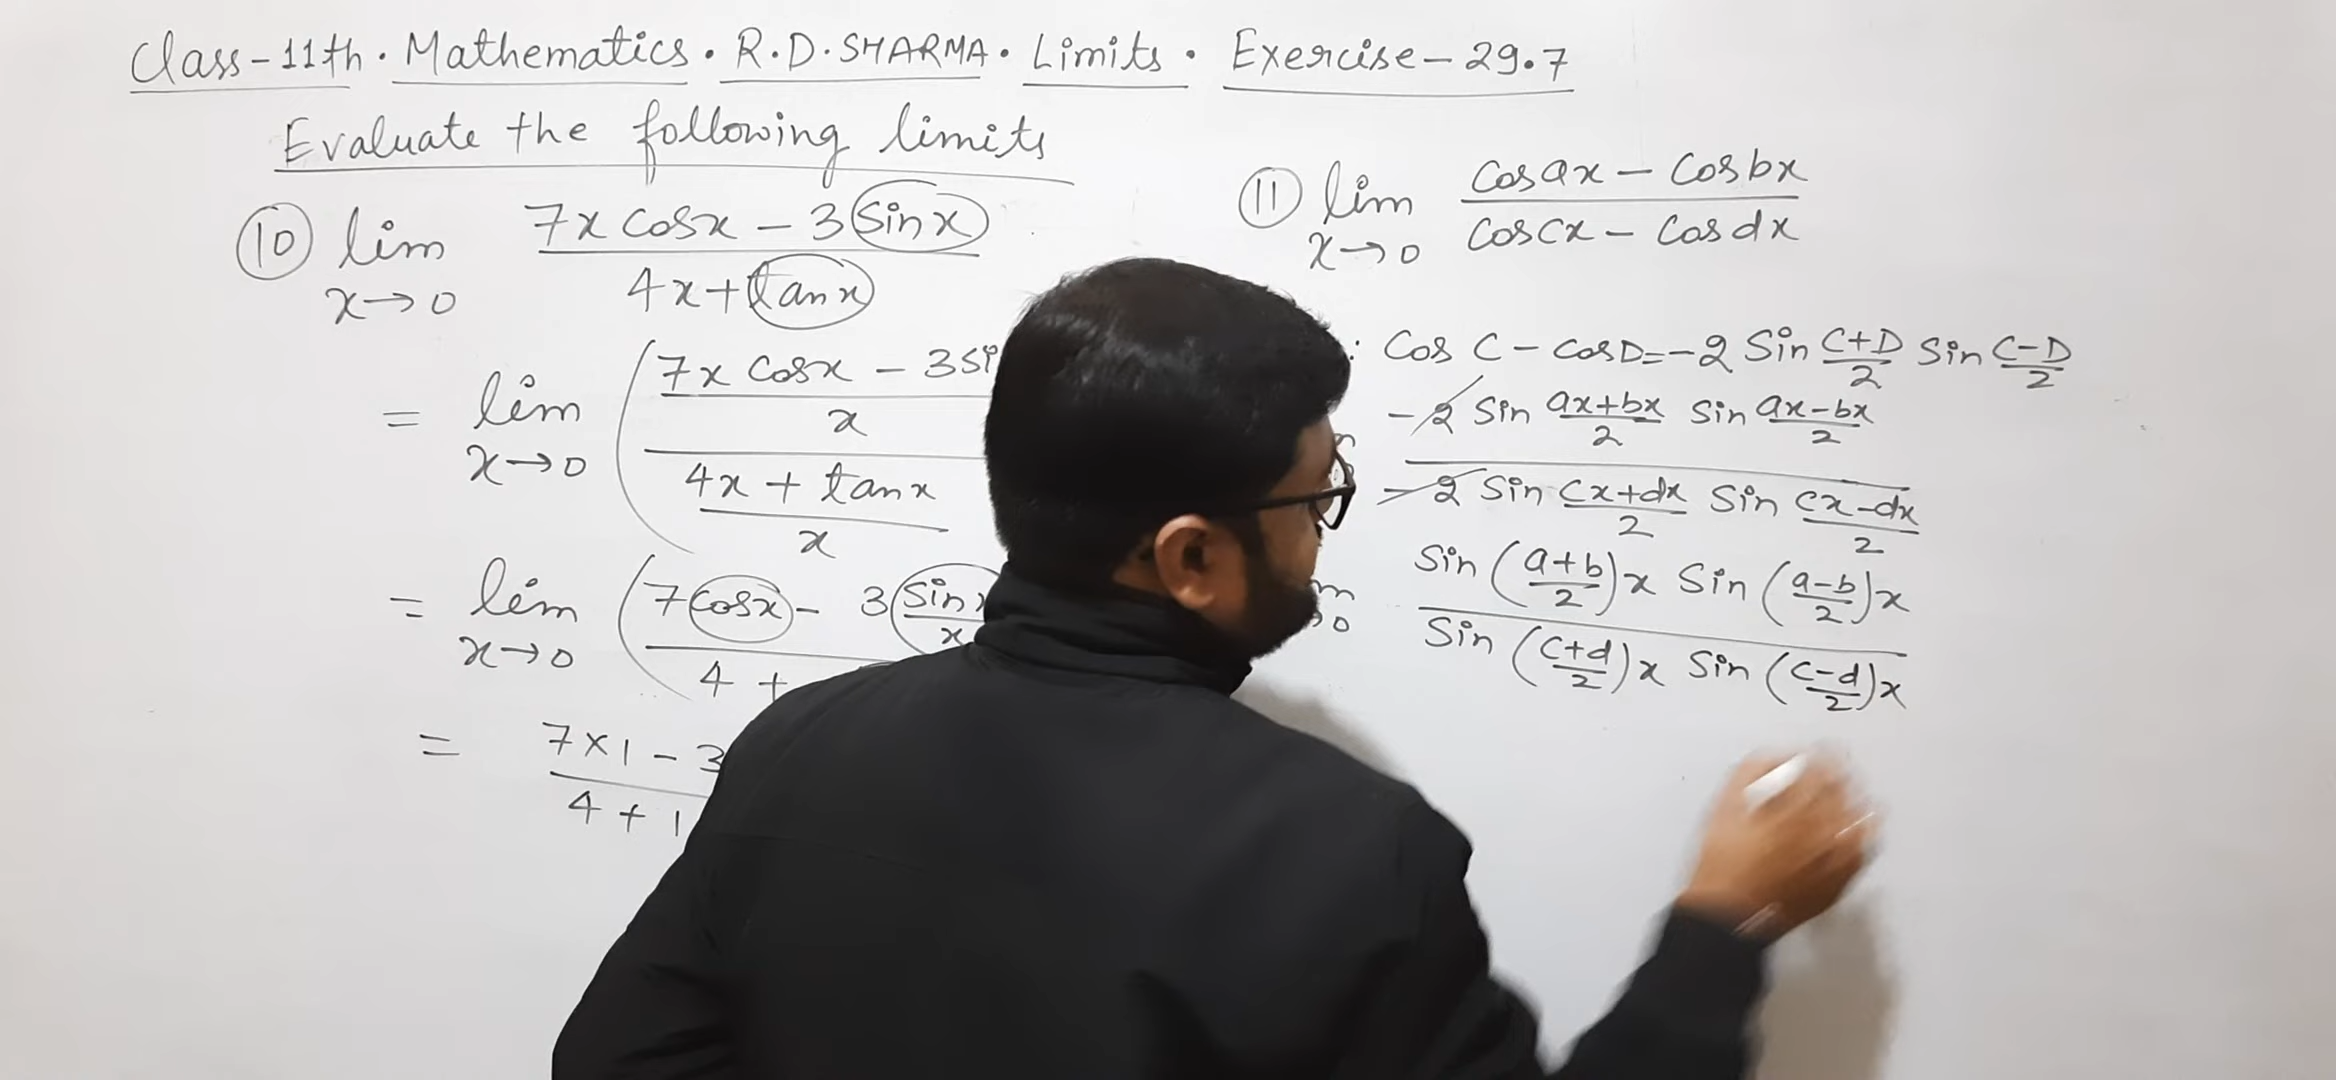 Class-11th · Mathematics · R.D. SHARMA · Limits · Exercise-29.7
Evaluate the following limits
(10) lim x→0 (7x cosx - 3 sinx)/(4x + tanx)
= lim x→0 ((7x cosx - 3si)/x)/((4x + tanx)/x)
= lim x→0 (7 cosx - 3 sinx/x)/(4 +
= 7×1 - 3
4 + 1
(11) lim x→0 (cos ax - cos bx)/(cos cx - cos dx)
: Cos C - cos D = -2 Sin (C+D)/2 Sin (C-D)/2
(-2 Sin (ax+bx)/2 Sin (ax-bx)/2)/(-2 Sin (cx+dx)/2 Sin (cx-dx)/2)
(Sin ((a+b)/2)x Sin ((a-b)/2)x)/(Sin ((c+d)/2)x Sin ((c-d)/2)x)